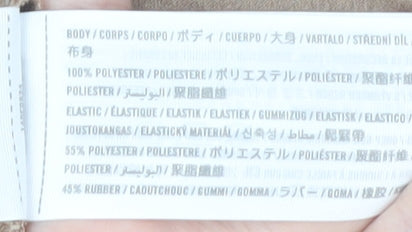 BODY / CORPS / CORPO / ボディ / CUERPO / 大身 / VARTALO / STŘEDNÍ DÍL /
布身
100% POLYESTER / POLIESTERE / ポリエステル / POLIÉSTER / 聚酯纤维
POLIESTER / البوليستر / 聚脂纖維
ELASTIC / ÉLASTIQUE / ELASTIK / ELASTIEK / GUMMIZUG / ELASTISK / ELASTICO /
JOUSTOKANGAS / ELASTICKÝ MATERIÁL / 신축성 / مطاط / 鬆緊帶
55% POLYESTER / POLIESTERE / ポリエステル / POLIÉSTER / 聚酯纤维
POLIESTER / البوليستر / 聚脂纖維
45% RUBBER / CAOUTCHOUC / GUMMI / GOMMA / ラバー / GOMA / 橡胶 /